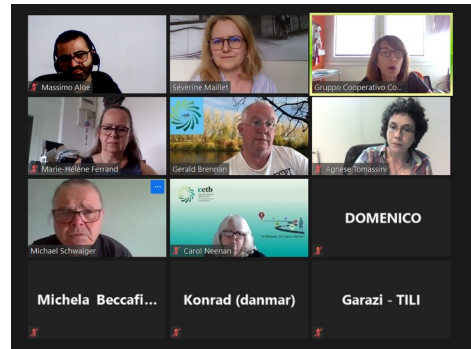 Massimo Aloe
Séverine Maillet
Gruppo Cooperativo Co...
Marie-Hélène Ferrand
Gerald Brennan
Agnese Tomassini
Michael Schwaiger
cetb
Carol Neenan
DOMENICO
Michela Beccafi...
Konrad (danmar)
Garazi - TILI